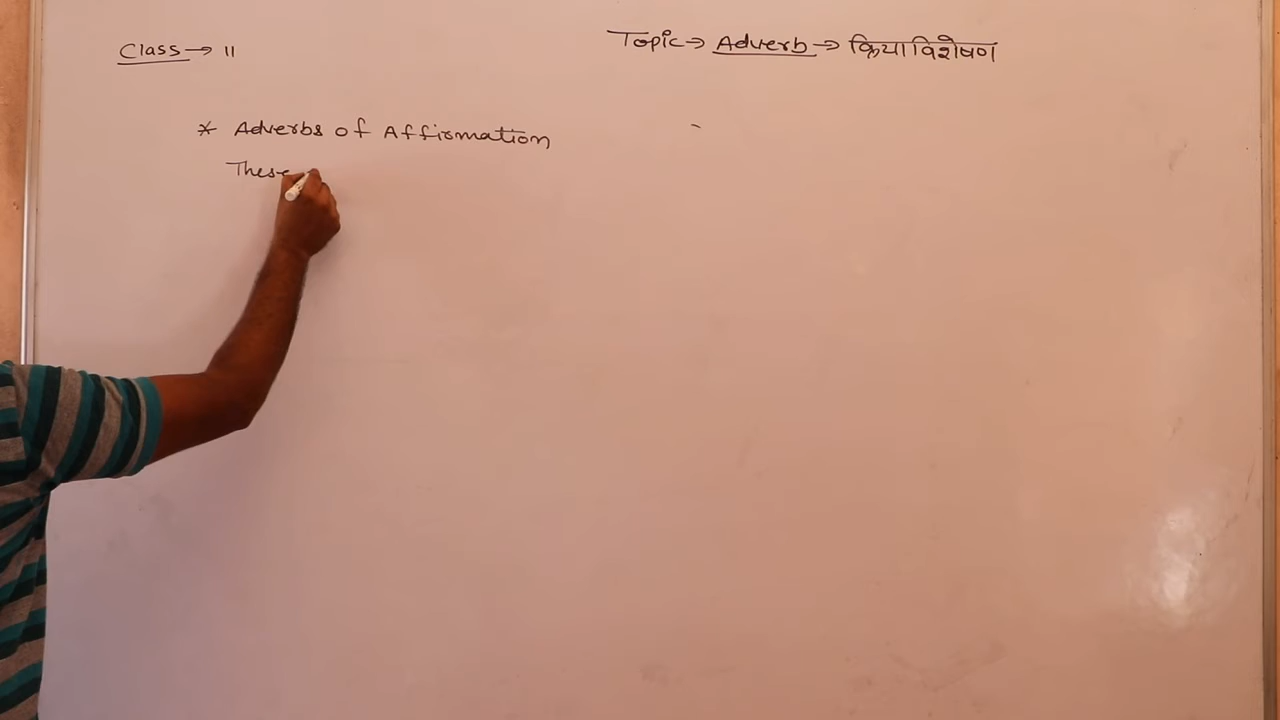 Class → 11
Topic → Adverb → क्रिया विशेषण
* Adverbs of Affirmation
These